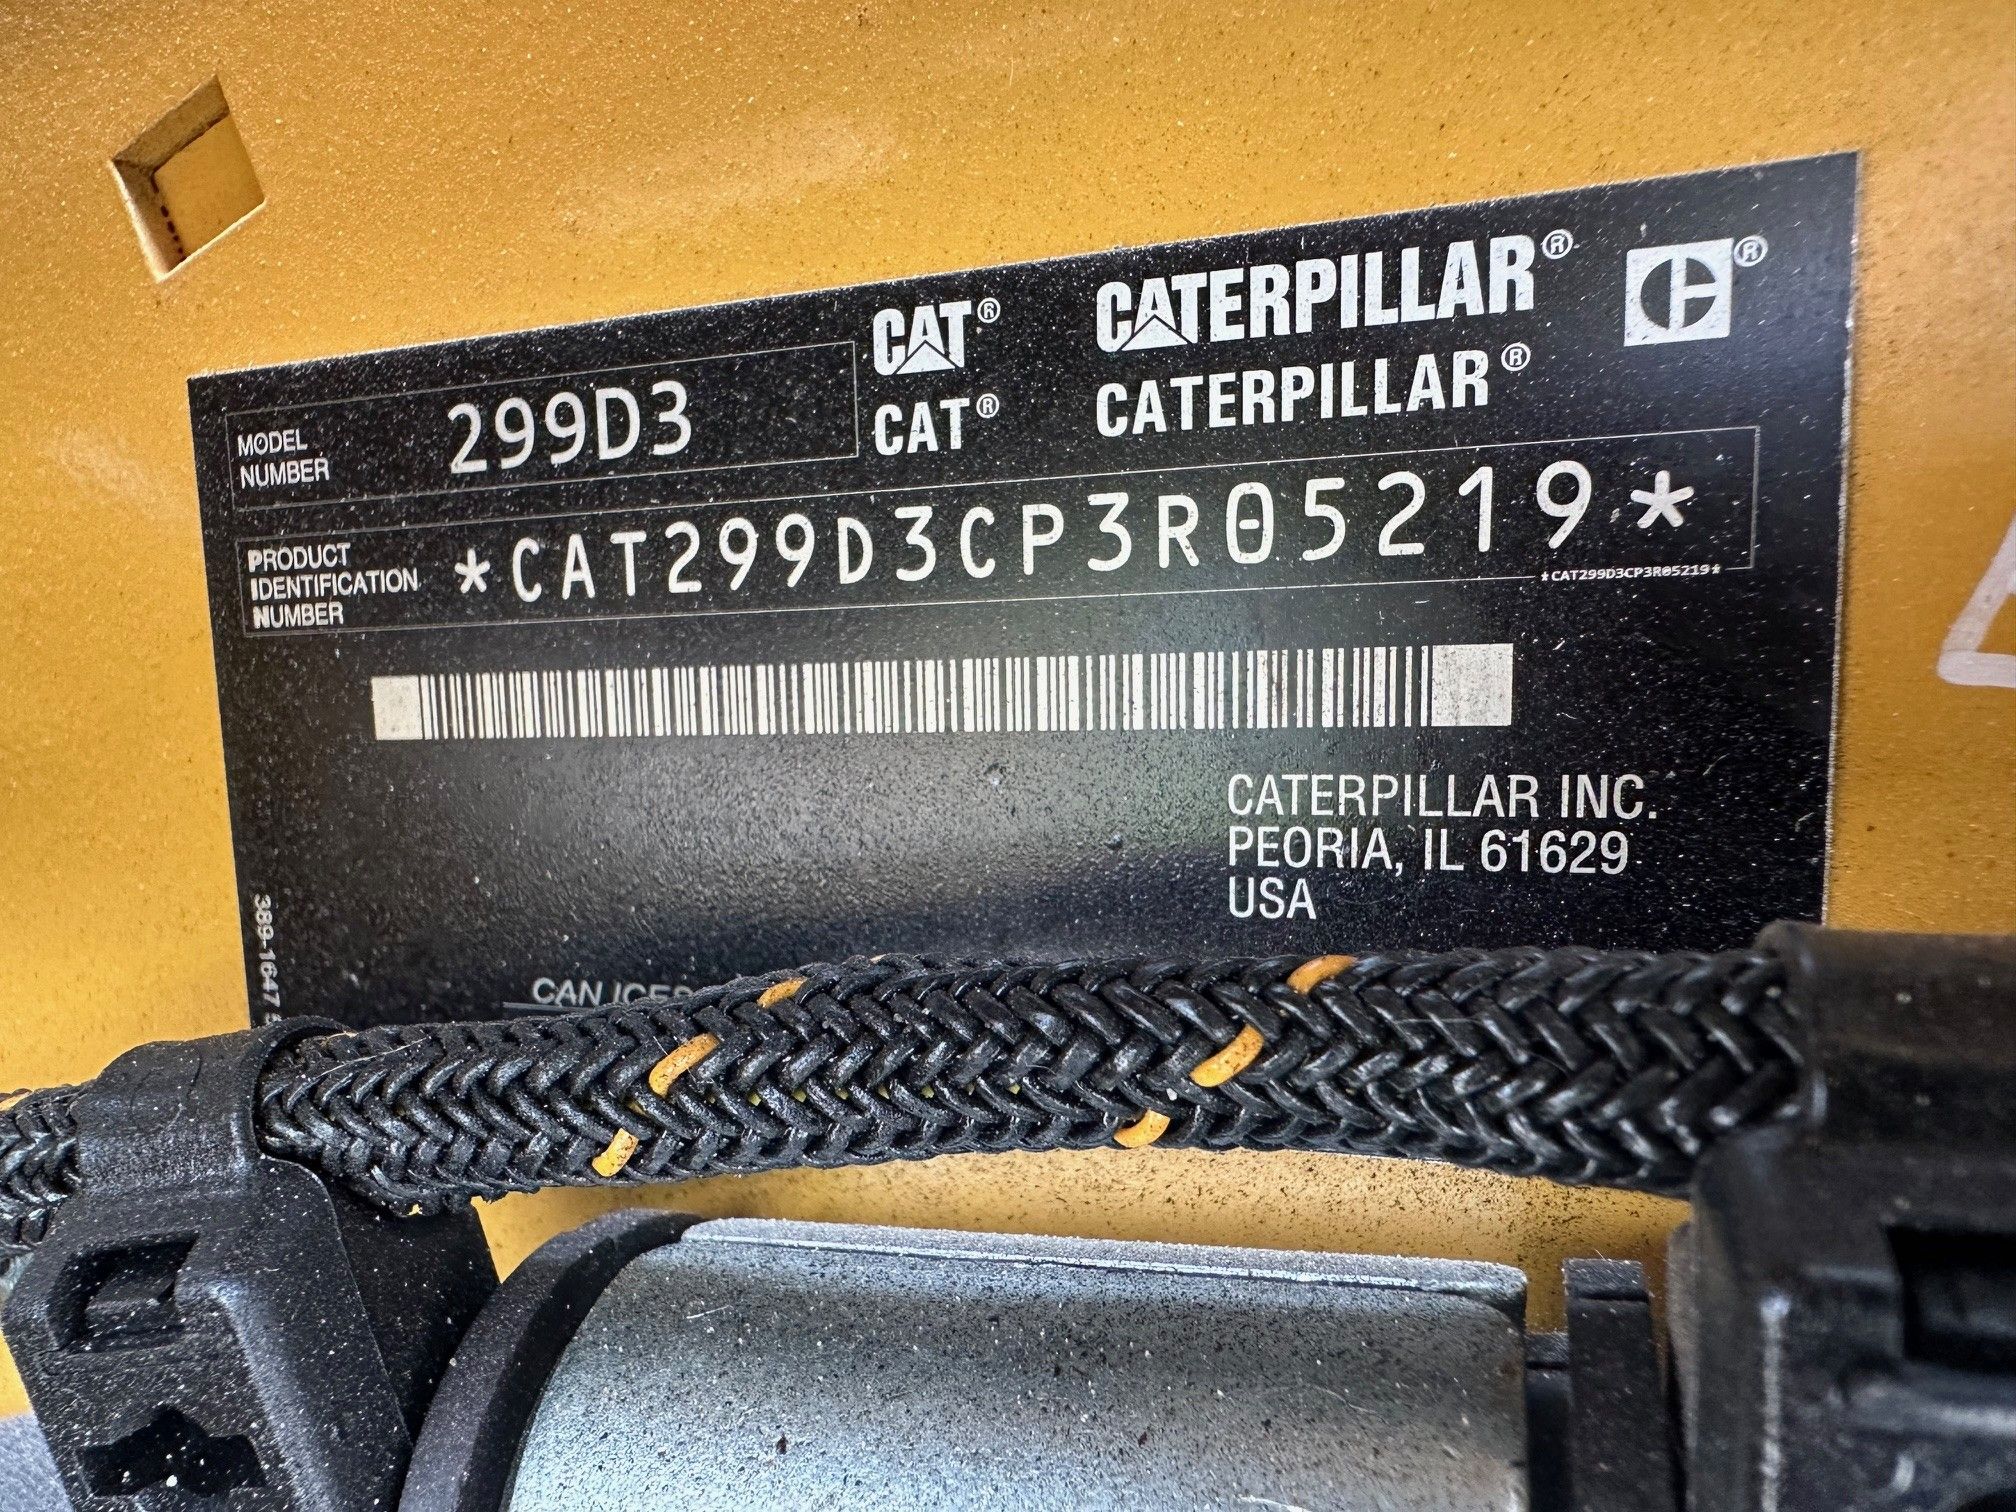 CAT® CATERPILLAR® ®
CAT® CATERPILLAR®
MODEL
NUMBER
299D3
PRODUCT
IDENTIFICATION
NUMBER
*CAT299D3CP3R05219*
*CAT299D3CP3R05219*
CATERPILLAR INC.
PEORIA, IL 61629
USA
389-1647
CAN